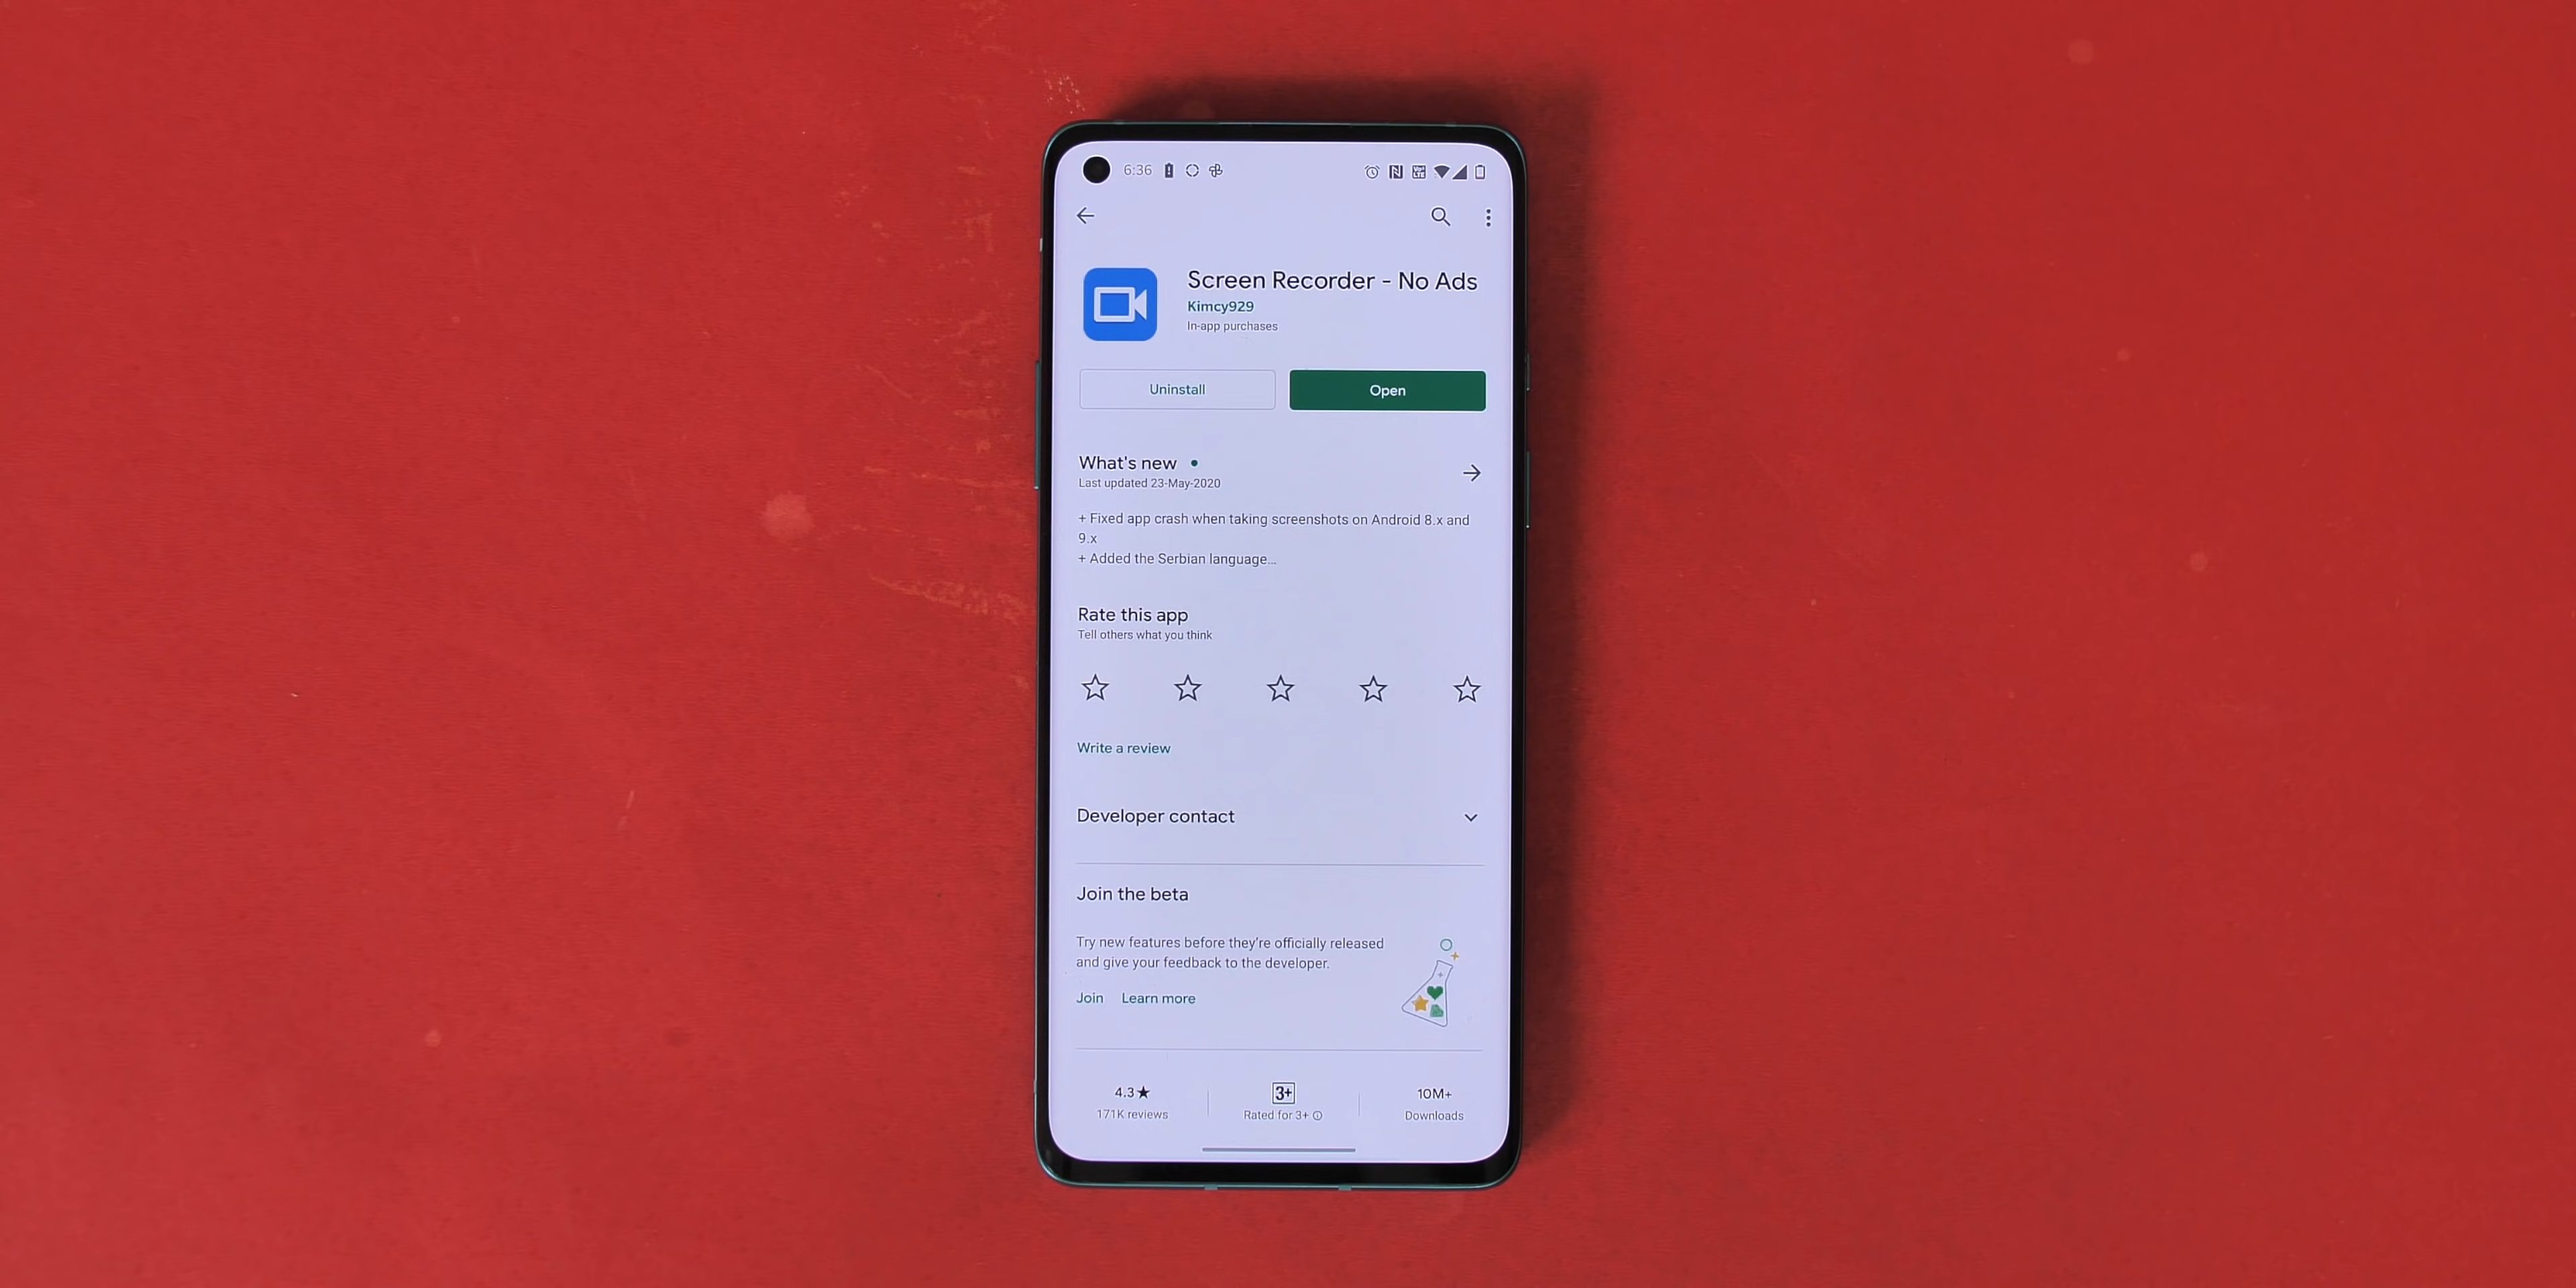 6:36
Screen Recorder - No Ads
Kimcy929
In-app purchases
Uninstall
Open
What's new
Last updated 23-May-2020
+ Fixed app crash when taking screenshots on Android 8.x and
9.x
+ Added the Serbian language...
Rate this app
Tell others what you think
Write a review
Developer contact
Join the beta
Try new features before they're officially released
and give your feedback to the developer.
Join Learn more
4.3★
171K reviews
3+
Rated for 3+
10M+
Downloads